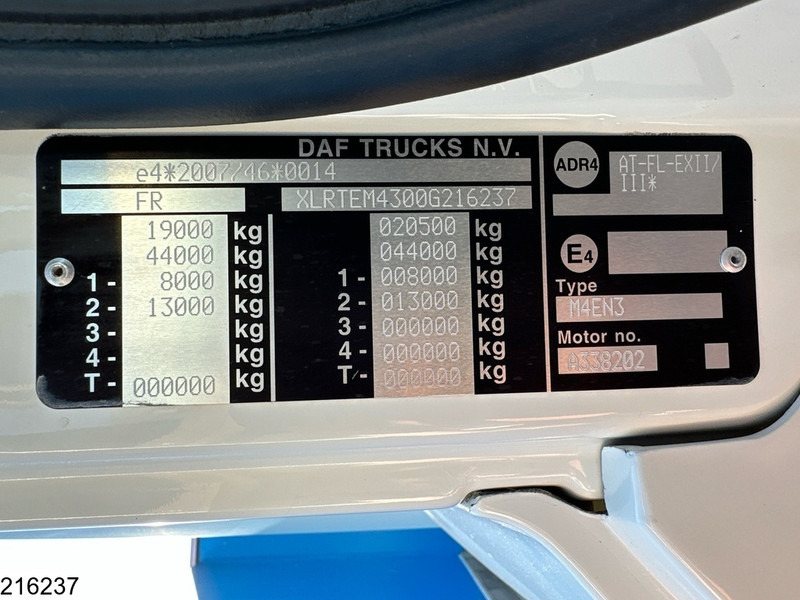 DAF TRUCKS N.V.
e4*2007/46*0014
FR XLRTEM4300G216237
19000 kg 020500 kg
44000 kg 044000 kg
1- 8000 kg 1- 008000 kg
2- 13000 kg 2- 013000 kg
3- kg 3- 000000 kg
4- kg 4- 000000 kg
T- 000000 kg T- 000000 kg
ADR4 AT-FL-EXII/
III*
E4
Type
M4EN3
Motor no.
A338202
216237